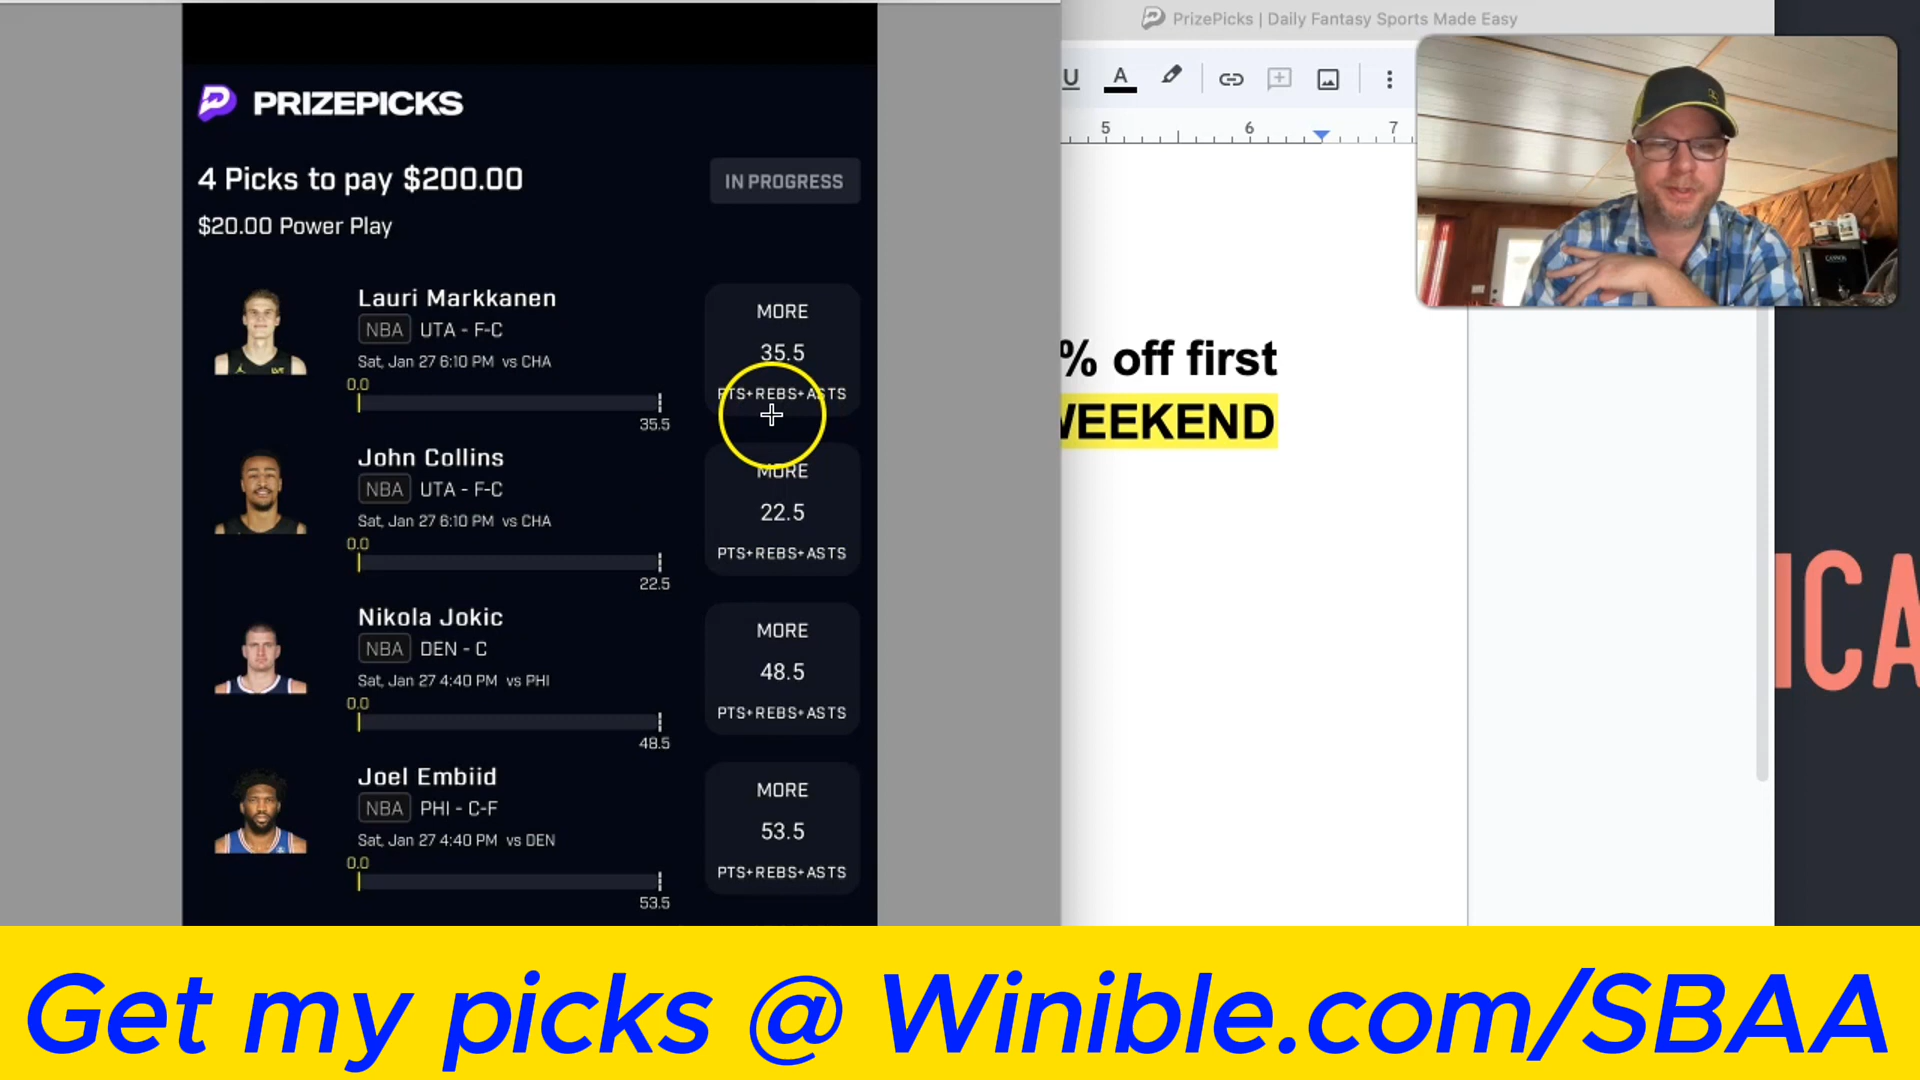 PrizePicks | Daily Fantasy Sports Made Easy
PRIZEPICKS
4 Picks to pay $200.00
IN PROGRESS
$20.00 Power Play
Lauri Markkanen
NBA UTA - F-C
Sat, Jan 27 6:10 PM vs CHA
0.0
35.5
MORE
35.5
PTS+REBS+ASTS
John Collins
NBA UTA - F-C
Sat, Jan 27 6:10 PM vs CHA
0.0
22.5
MORE
22.5
PTS+REBS+ASTS
Nikola Jokic
NBA DEN - C
Sat, Jan 27 4:40 PM vs PHI
0.0
48.5
MORE
48.5
PTS+REBS+ASTS
Joel Embiid
NBA PHI - C-F
Sat, Jan 27 4:40 PM vs DEN
0.0
53.5
MORE
53.5
PTS+REBS+ASTS
U A
5 6 7
% off first
WEEKEND
ICA
CANNON
Get my picks @ Winible.com/SBAA